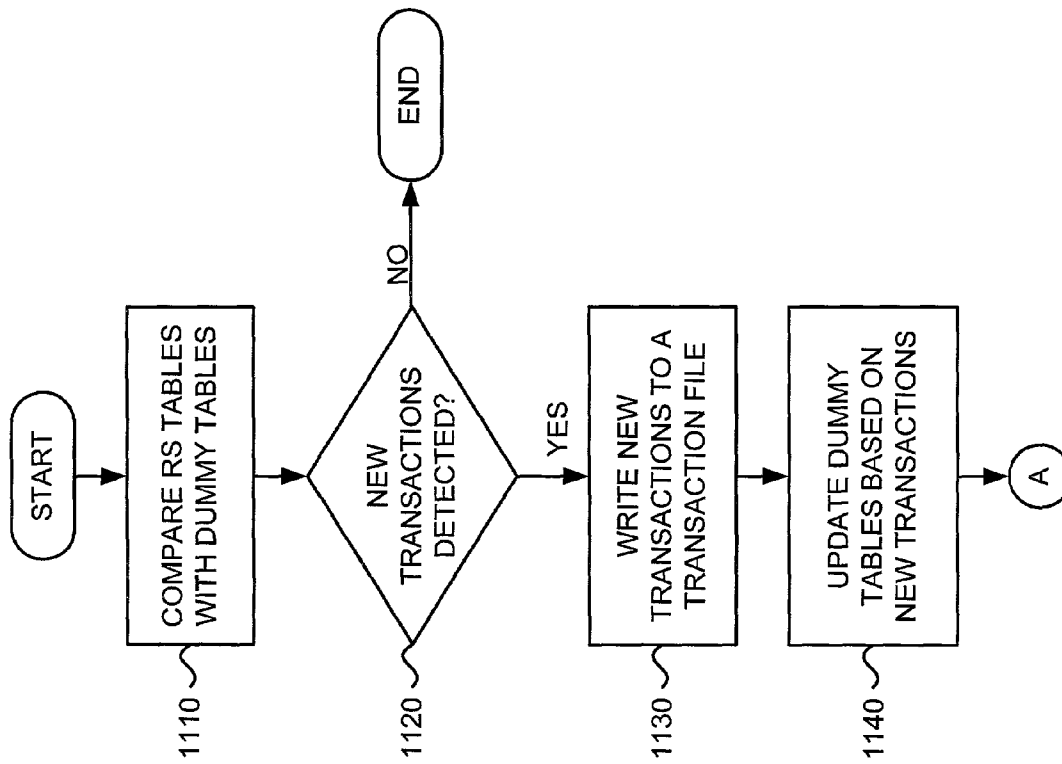 START
COMPARE RS TABLES
WITH DUMMY TABLES
1110
NEW
TRANSACTIONS
DETECTED?
1120
NO
END
YES
WRITE NEW
TRANSACTIONS TO A
TRANSACTION FILE
1130
UPDATE DUMMY
TABLES BASED ON
NEW TRANSACTIONS
1140
A